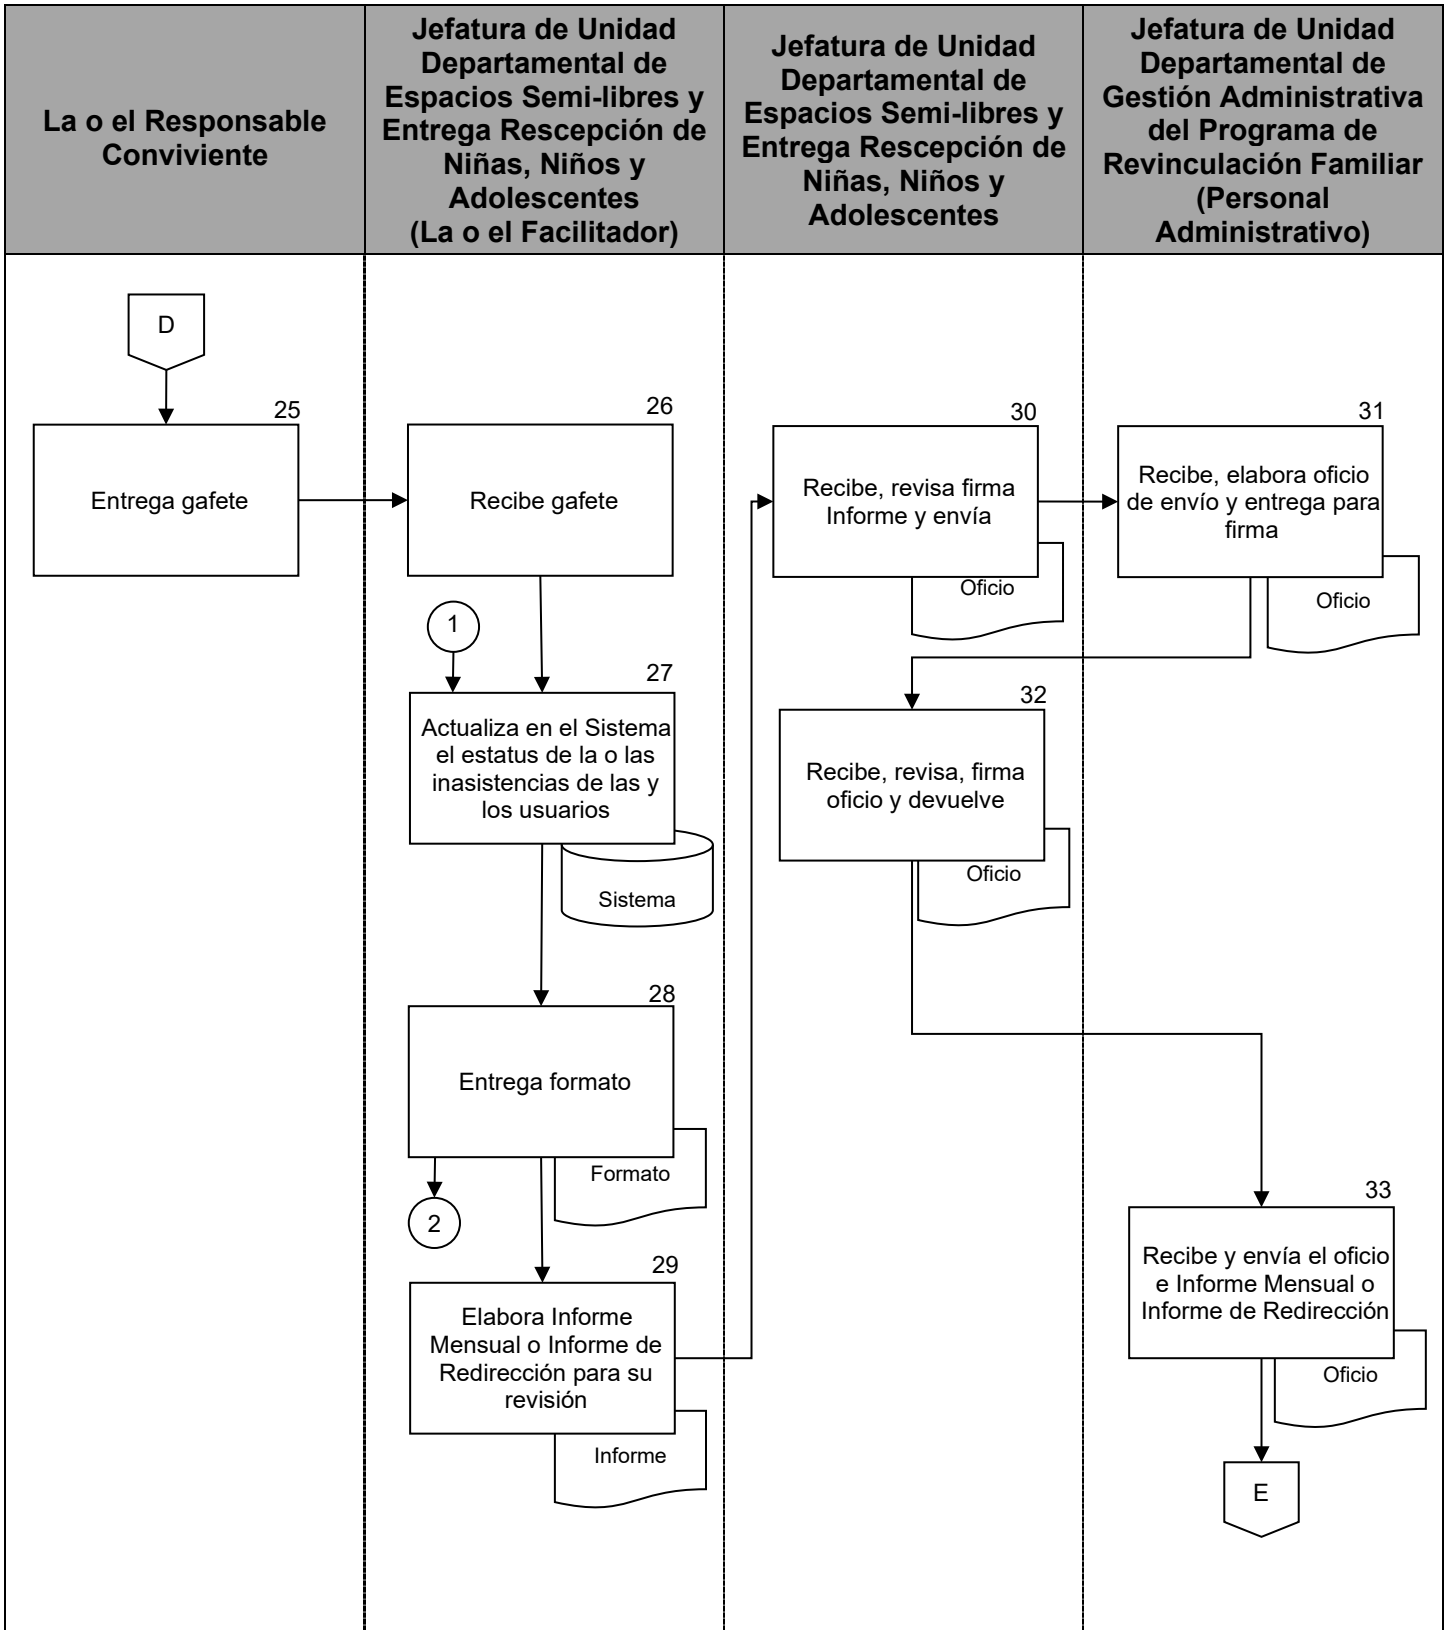 La o el Responsable
Conviviente
Jefatura de Unidad
Departamental de
Espacios Semi-libres y
Entrega Rescepción de
Niñas, Niños y
Adolescentes
(La o el Facilitador)
Jefatura de Unidad
Departamental de
Espacios Semi-libres y
Entrega Rescepción de
Niñas, Niños y
Adolescentes
Jefatura de Unidad
Departamental de
Gestión Administrativa
del Programa de
Revinculación Familiar
(Personal
Administrativo)
D
25
Entrega gafete
26
Recibe gafete
1
27
Actualiza en el Sistema
el estatus de la o las
inasistencias de las y
los usuarios
Sistema
28
Entrega formato
Formato
2
29
Elabora Informe
Mensual o Informe de
Redirección para su
revisión
Informe
30
Recibe, revisa firma
Informe y envía
Oficio
31
Recibe, elabora oficio
de envío y entrega para
firma
Oficio
32
Recibe, revisa, firma
oficio y devuelve
Oficio
33
Recibe y envía el oficio
e Informe Mensual o
Informe de Redirección
Oficio
E